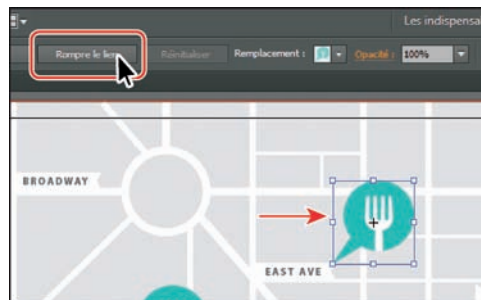 Les indispensa
Rompre le lien Réinitialiser Remplacement : Opacité : 100%
BROADWAY
EAST AVE